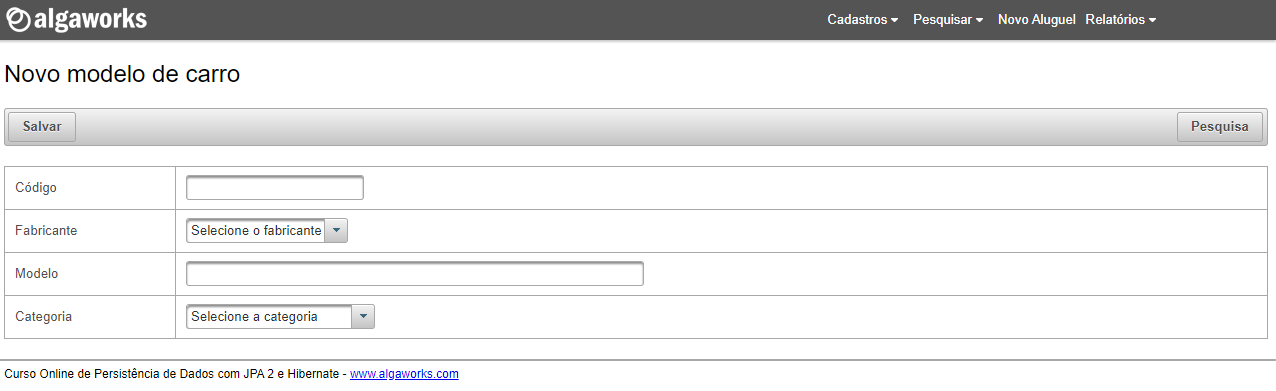 algaworks
Cadastros Pesquisar Novo Aluguel Relatórios
Novo modelo de carro
Salvar Pesquisa
Código
Fabricante Selecione o fabricante
Modelo
Categoria Selecione a categoria
Curso Online de Persistência de Dados com JPA 2 e Hibernate - www.algaworks.com